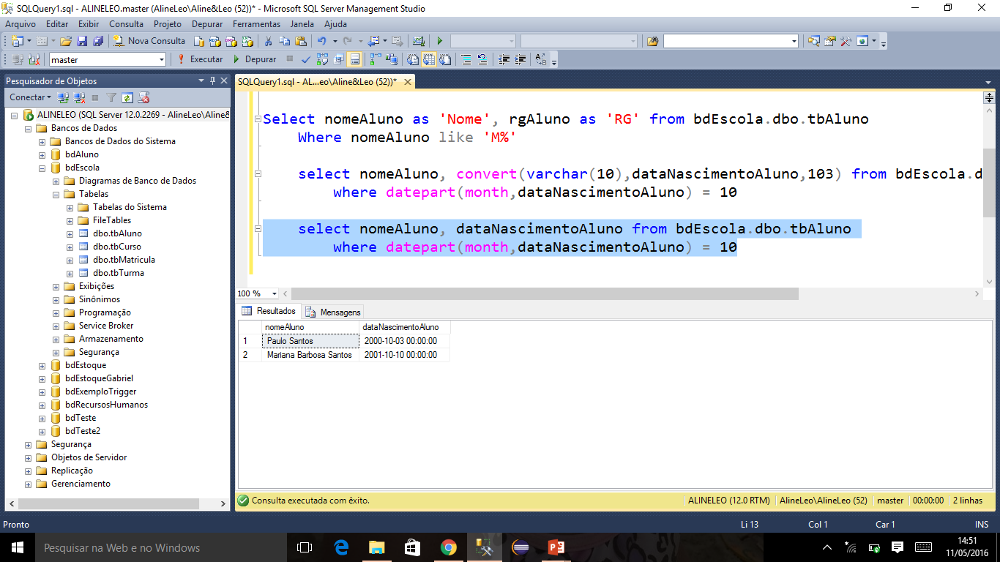 SQLQuery1.sql - ALINELEO.master (AlineLeo\Aline&Leo (52))* - Microsoft SQL Server Management Studio
Arquivo Editar Exibir Consulta Projeto Depurar Ferramentas Janela Ajuda
Nova Consulta
master Executar Depurar
Pesquisador de Objetos
Conectar
ALINELEO (SQL Server 12.0.2269 - AlineLeo\Aline&
Bancos de Dados
Bancos de Dados do Sistema
bdAluno
bdEscola
Diagramas de Banco de Dados
Tabelas
Tabelas do Sistema
FileTables
dbo.tbAluno
dbo.tbCurso
dbo.tbMatricula
dbo.tbTurma
Exibições
Sinônimos
Programação
Service Broker
Armazenamento
Segurança
bdEstoque
bdEstoqueGabriel
bdExemploTrigger
bdRecursosHumanos
bdTeste
bdTeste2
Segurança
Objetos de Servidor
Replicação
Gerenciamento
SQLQuery1.sql - AL...eo\Aline&Leo (52))*
Select nomeAluno as 'Nome', rgAluno as 'RG' from bdEscola.dbo.tbAluno
Where nomeAluno like 'M%'
select nomeAluno, convert(varchar(10),dataNascimentoAluno,103) from bdEscola.d
where datepart(month,dataNascimentoAluno) = 10
select nomeAluno, dataNascimentoAluno from bdEscola.dbo.tbAluno
where datepart(month,dataNascimentoAluno) = 10
100 %
Resultados Mensagens
nomeAluno dataNascimentoAluno
1 Paulo Santos 2000-10-03 00:00:00
2 Mariana Barbosa Santos 2001-10-10 00:00:00
Consulta executada com êxito. ALINELEO (12.0 RTM) AlineLeo\AlineLeo (52) master 00:00:00 2 linhas
Pronto Li 13 Col 1 Car 1 INS
Pesquisar na Web e no Windows
14:51
11/05/2016